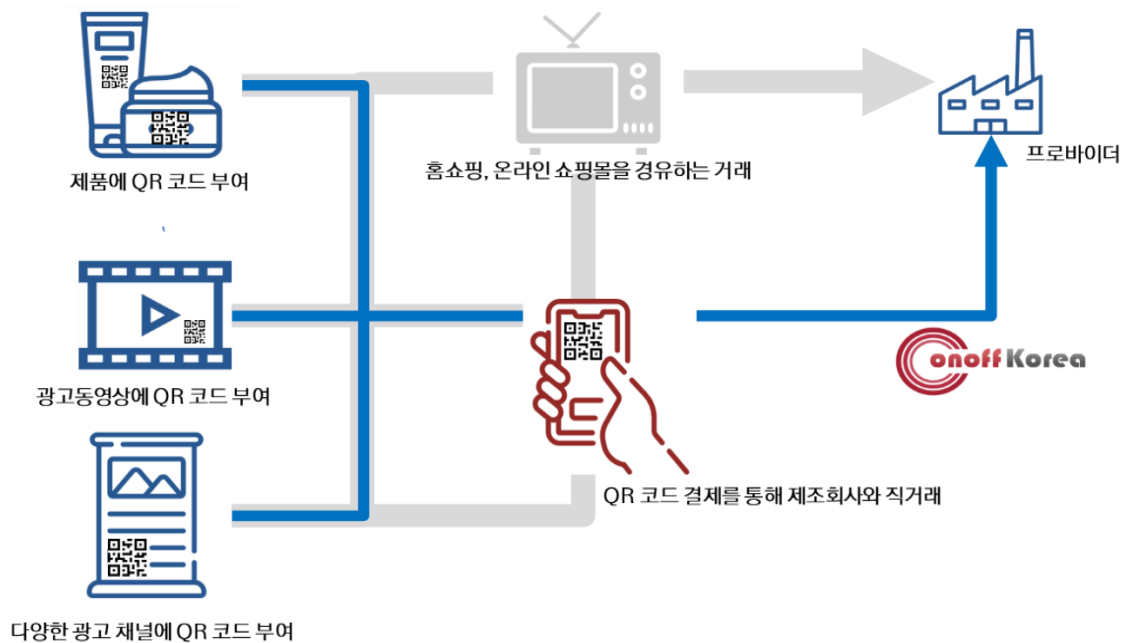 제품에 QR 코드 부여
홈쇼핑, 온라인 쇼핑몰을 경유하는 거래
프로바이더
광고동영상에 QR 코드 부여
onoff Korea
QR 코드 결제를 통해 제조회사와 직거래
다양한 광고 채널에 QR 코드 부여